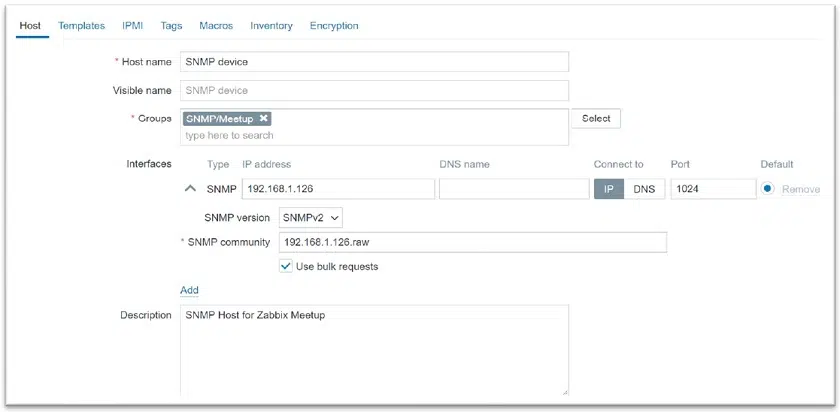 Host Templates IPMI Tags Macros Inventory Encryption
* Host name SNMP device
Visible name SNMP device
* Groups SNMP/Meetup ✖ Select
type here to search
Interfaces Type IP address DNS name Connect to Port Default
SNMP 192.168.1.126 IP DNS 1024 Remove
SNMP version SNMPv2
* SNMP community 192.168.1.126.raw
Use bulk requests
Add
Description SNMP Host for Zabbix Meetup